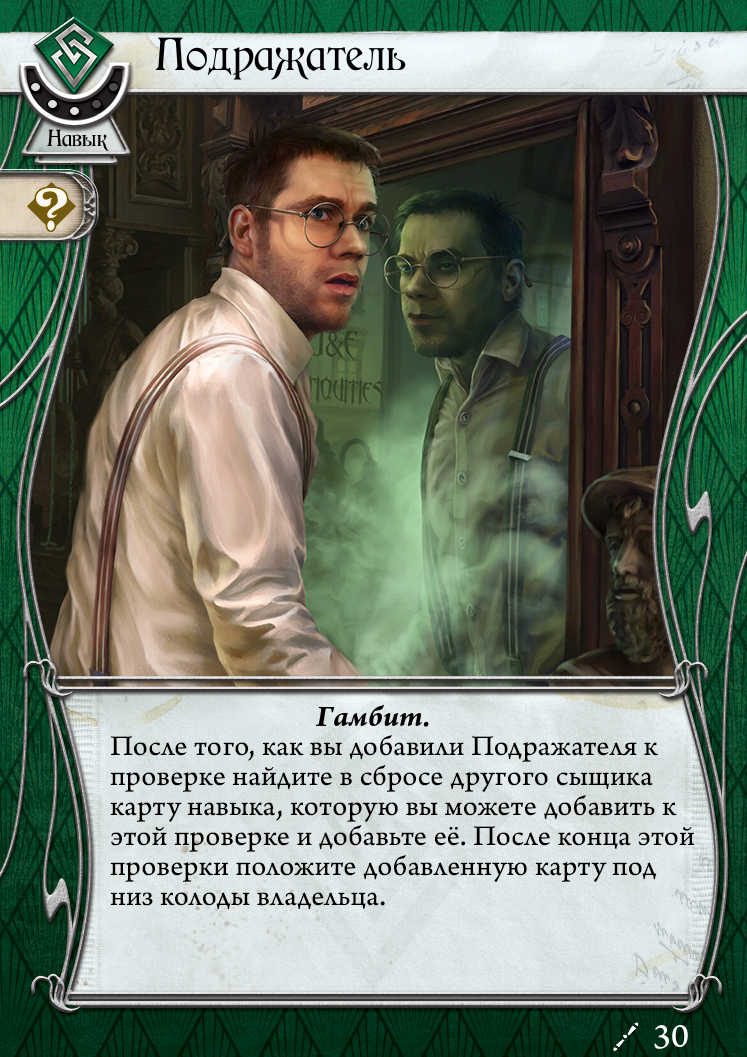 Подражатель
Навык
?
J&E
Гамбит.
После того, как вы добавили Подражателя к
проверке найдите в сбросе другого сыщика
карту навыка, которую вы можете добавить к
этой проверке и добавьте её. После конца этой
проверки положите добавленную карту под
низ колоды владельца.
30